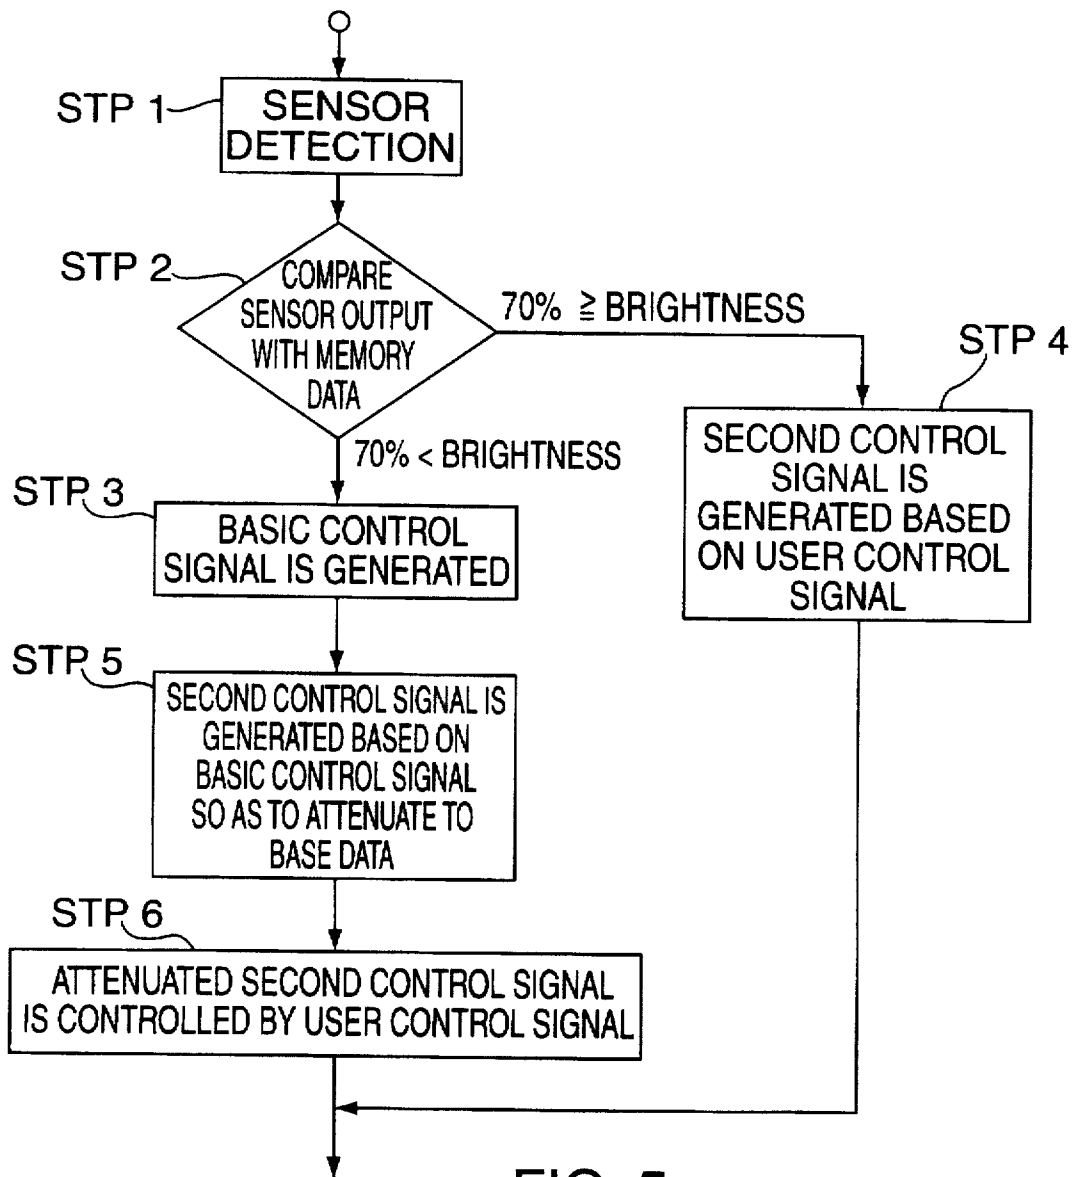 STP 1
SENSOR
DETECTION
STP 2
COMPARE
SENSOR OUTPUT
WITH MEMORY
DATA
70% ≧ BRIGHTNESS
STP 4
SECOND CONTROL
SIGNAL IS
GENERATED BASED
ON USER CONTROL
SIGNAL
70% < BRIGHTNESS
STP 3
BASIC CONTROL
SIGNAL IS GENERATED
STP 5
SECOND CONTROL SIGNAL IS
GENERATED BASED ON
BASIC CONTROL SIGNAL
SO AS TO ATTENUATE TO
BASE DATA
STP 6
ATTENUATED SECOND CONTROL SIGNAL
IS CONTROLLED BY USER CONTROL SIGNAL